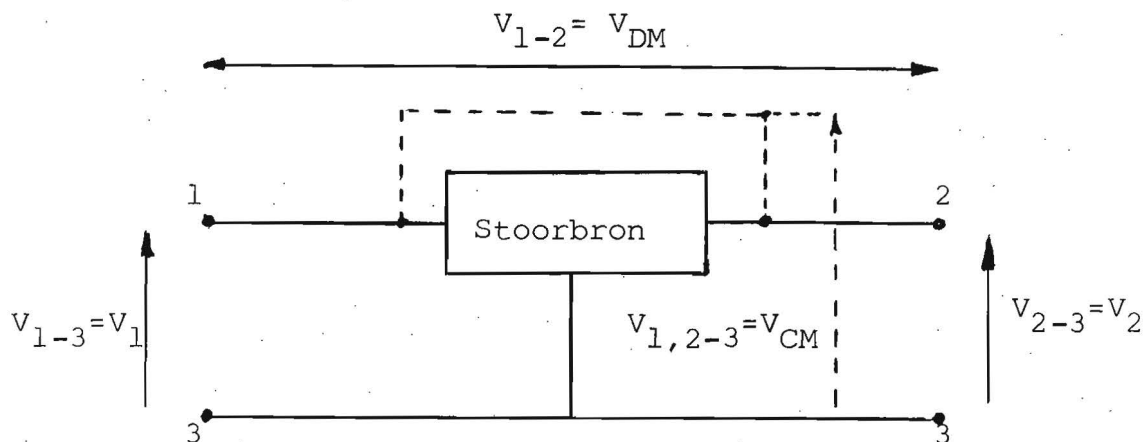 V1-2= VDM
1
2
Stoorbron
V1-3=V1
V1,2-3=VCM
V2-3=V2
3
3